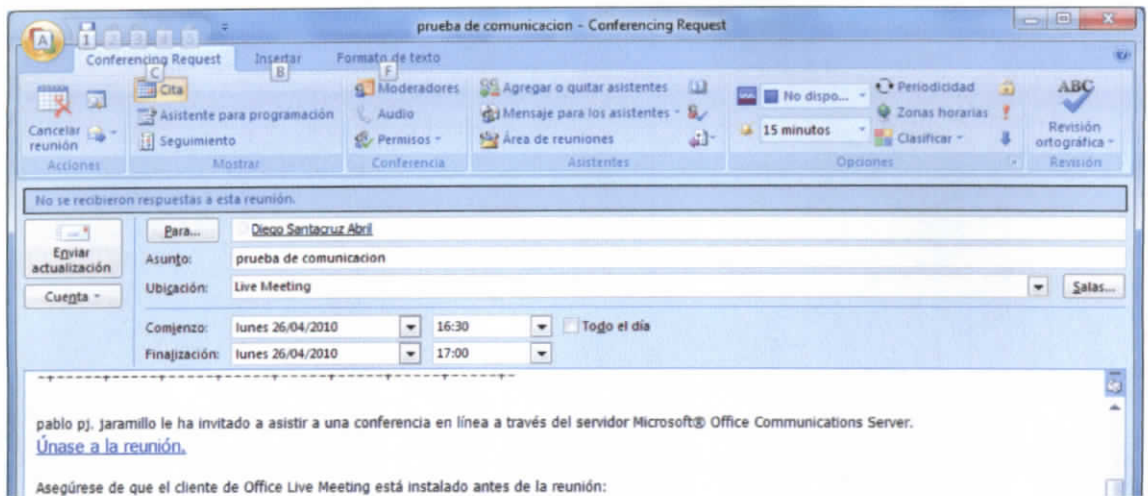 prueba de comunicacion - Conferencing Request
A 1 2 3 4 5
Conferencing Request Insertar Formato de texto
C B F
Cancelar reunión
Acciones
Cita
Asistente para programación
Seguimiento
Mostrar
Moderadores
Audio
Permisos
Conferencia
Agregar o quitar asistentes
Mensaje para los asistentes
Área de reuniones
Asistentes
No dispo...
15 minutos
Periodicidad
Zonas horarias
Clasificar
Opciones
ABC
Revisión
ortográfica
Revisión
No se recibieron respuestas a esta reunión.
Enviar
actualización
Cuenta
Para... Diego Santacruz Abril
Asunto: prueba de comunicacion
Ubicación: Live Meeting Salas...
Comienzo: lunes 26/04/2010 16:30 Todo el día
Finalización: lunes 26/04/2010 17:00
pablo pj. jaramillo le ha invitado a asistir a una conferencia en línea a través del servidor Microsoft® Office Communications Server.
Únase a la reunión.
Asegúrese de que el cliente de Office Live Meeting está instalado antes de la reunión: